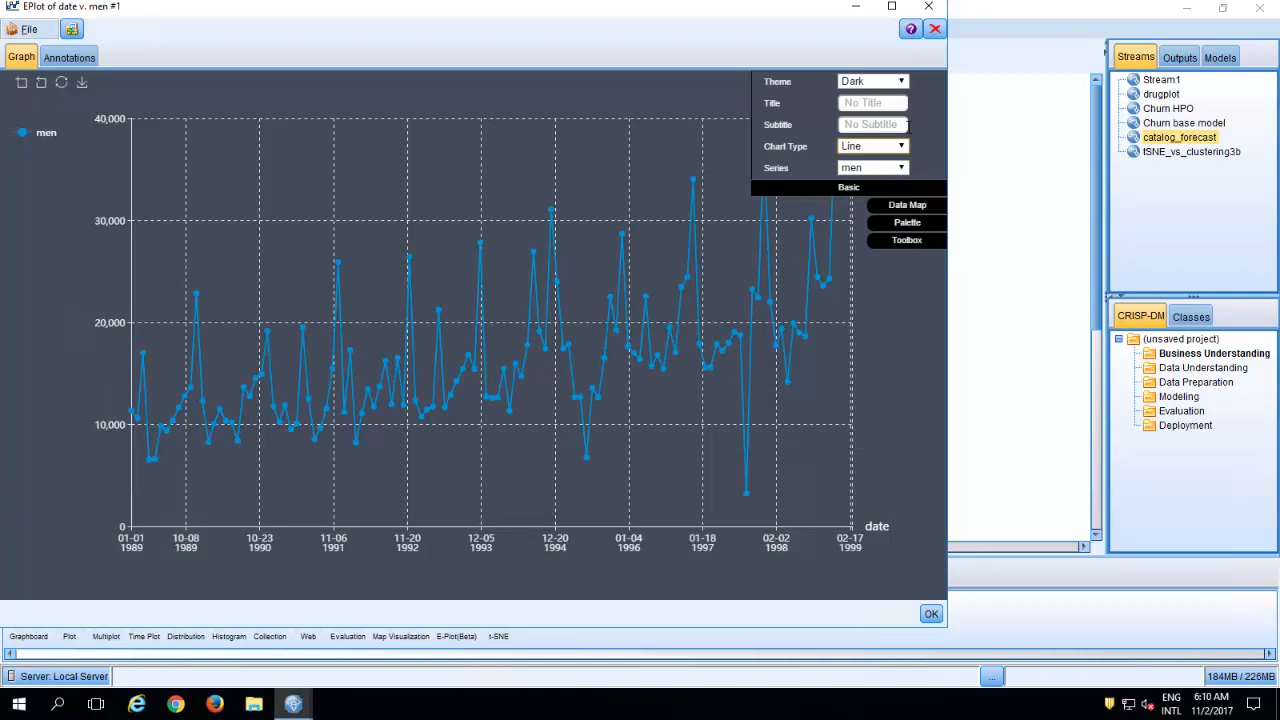 EPlot of date v. men #1
File
Graph
Annotations
men
40,000
30,000
20,000
10,000
0
01-01
1989
10-08
1989
10-23
1990
11-06
1991
11-20
1992
12-05
1993
12-20
1994
01-04
1996
01-18
1997
02-02
1998
02-17
1999
date
Theme
Dark
Title
No Title
Subtitle
No Subtitle
Chart Type
Line
Series
men
Basic
Data Map
Palette
Toolbox
OK
Streams
Outputs
Models
Stream1
drugplot
Churn HPO
Churn base model
catalog_forecast
tSNE_vs_clustering3b
CRISP-DM
Classes
(unsaved project)
Business Understanding
Data Understanding
Data Preparation
Modeling
Evaluation
Deployment
Graphboard
Plot
Multiplot
Time Plot
Distribution
Histogram
Collection
Web
Evaluation
Map Visualization
E-Plot(Beta)
t-SNE
Server: Local Server
...
184MB / 226MB
ENG
INTL
6:10 AM
11/2/2017